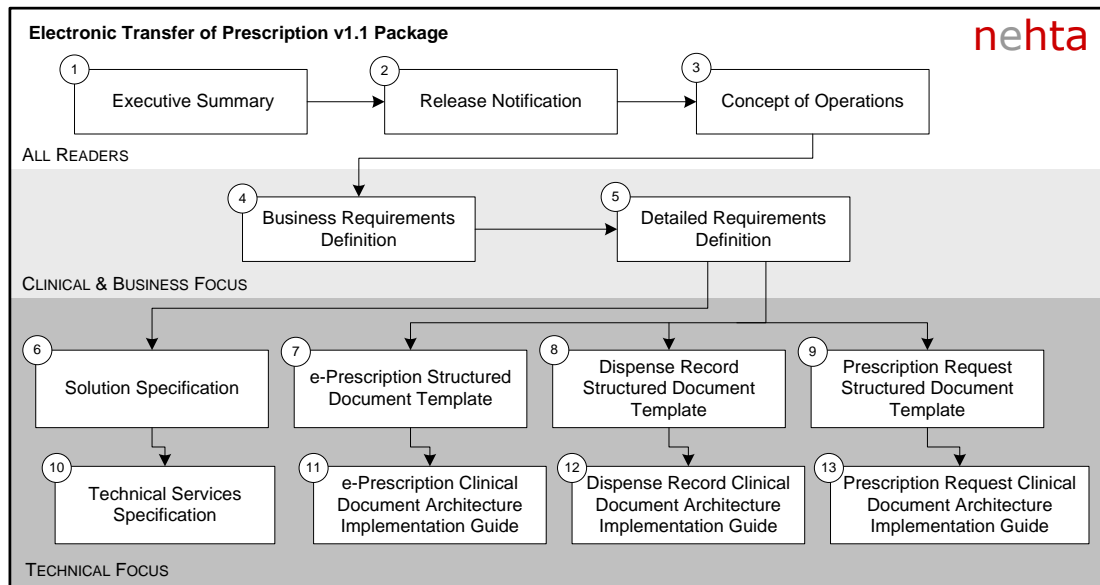 Electronic Transfer of Prescription v1.1 Package
nehta
1
Executive Summary
2
Release Notification
3
Concept of Operations
ALL READERS
4
Business Requirements
Definition
5
Detailed Requirements
Definition
CLINICAL & BUSINESS FOCUS
6
Solution Specification
7
e-Prescription Structured
Document Template
8
Dispense Record
Structured Document
Template
9
Prescription Request
Structured Document
Template
10
Technical Services
Specification
11
e-Prescription Clinical
Document Architecture
Implementation Guide
12
Dispense Record Clinical
Document Architecture
Implementation Guide
13
Prescription Request Clinical
Document Architecture
Implementation Guide
TECHNICAL FOCUS